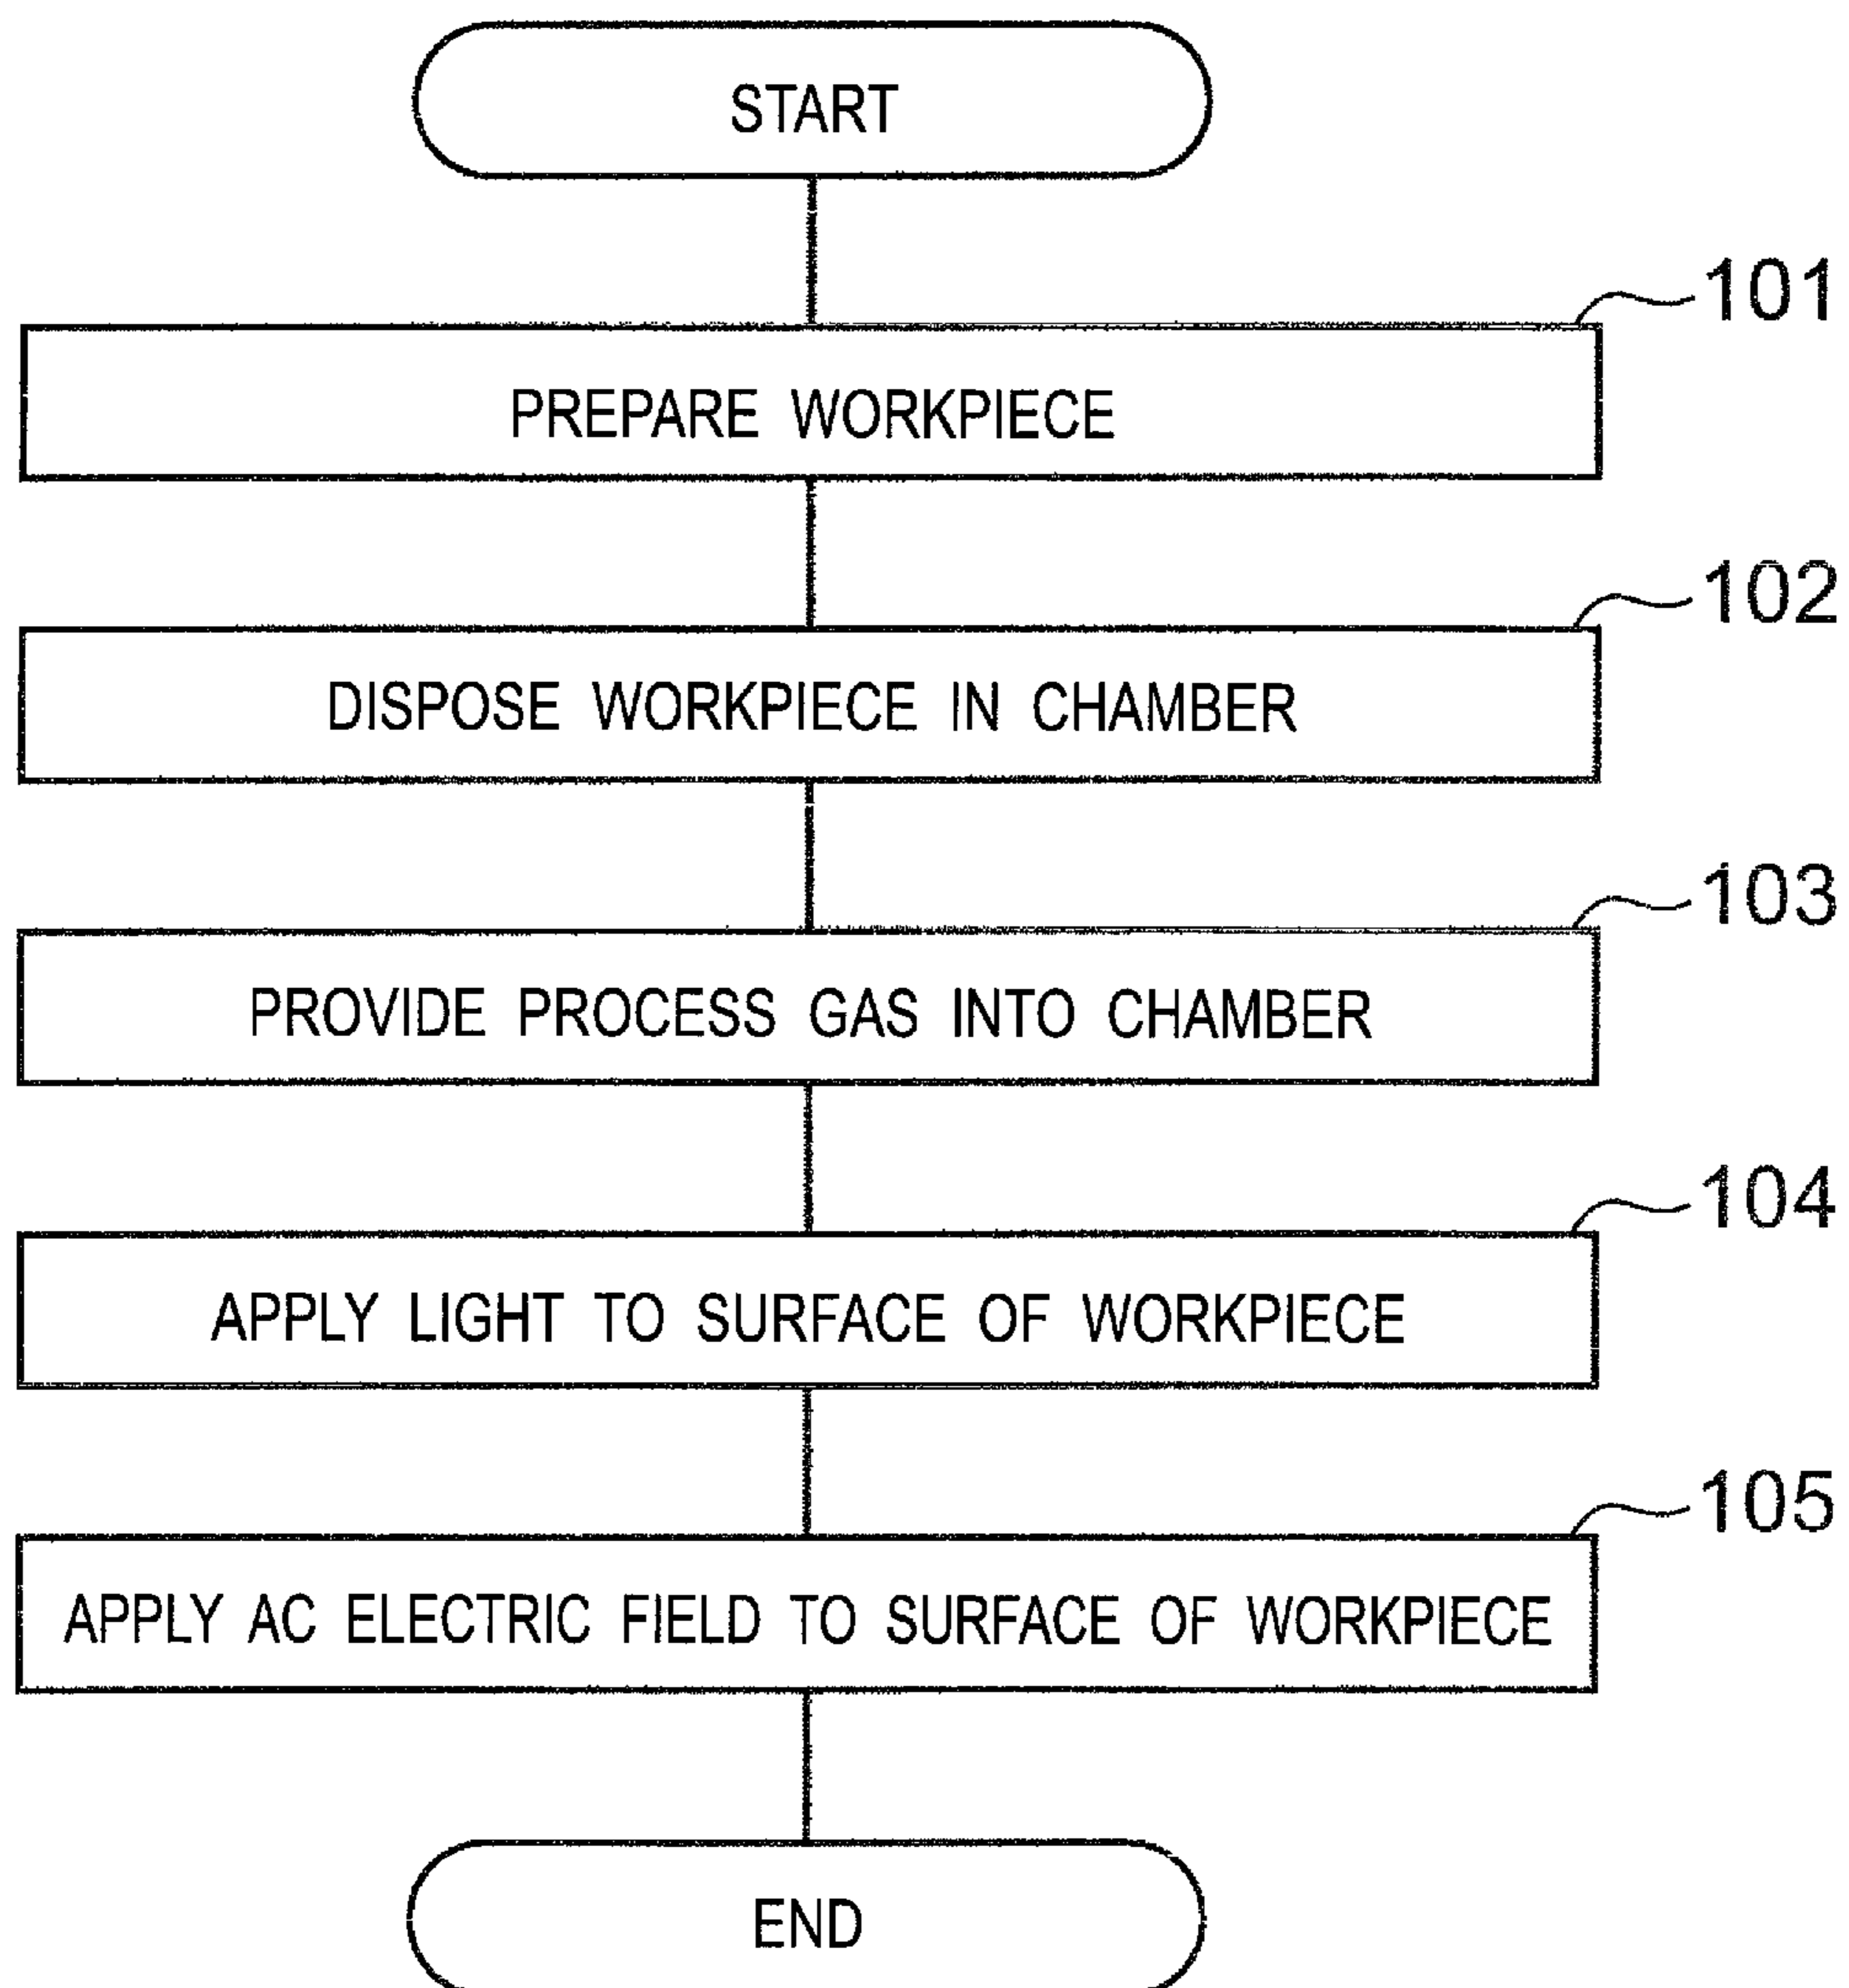 START
101
PREPARE WORKPIECE
102
DISPOSE WORKPIECE IN CHAMBER
103
PROVIDE PROCESS GAS INTO CHAMBER
104
APPLY LIGHT TO SURFACE OF WORKPIECE
105
APPLY AC ELECTRIC FIELD TO SURFACE OF WORKPIECE
END